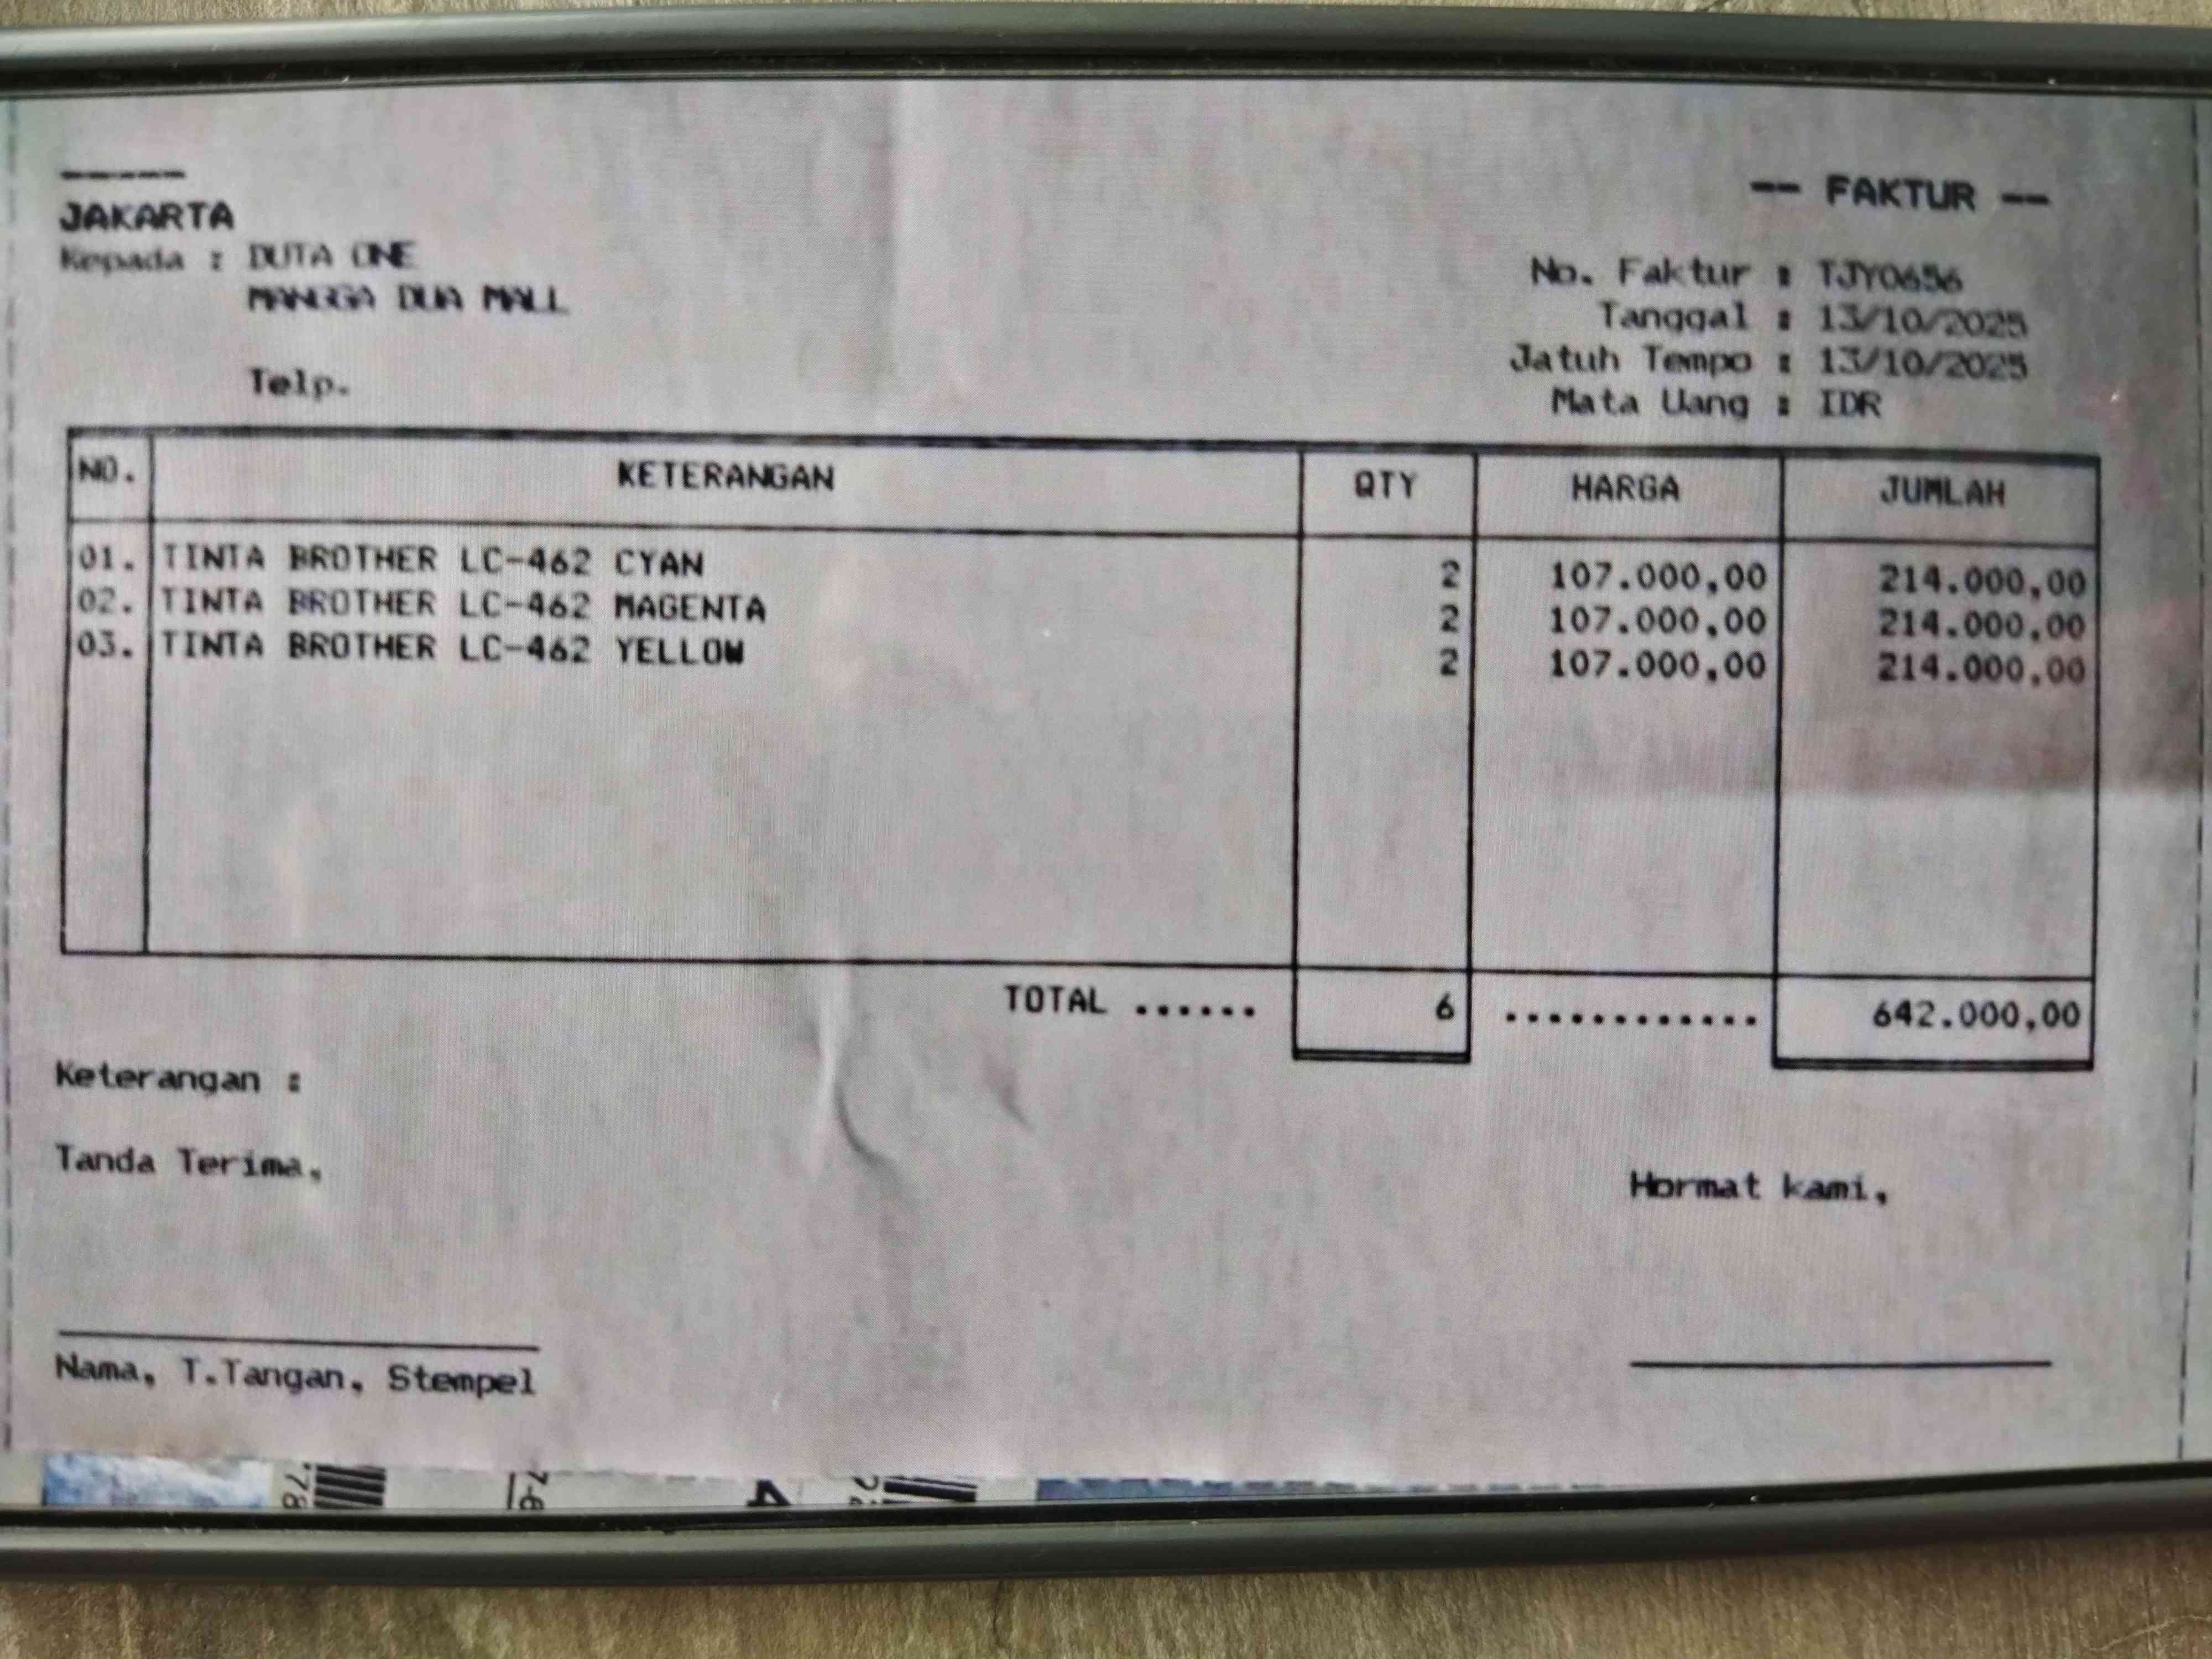 -----
JAKARTA
-- FAKTUR --
Kepada : DUTA ONE
MANGGA DUA MALL
Telp.
No. Faktur : TJY0656
Tanggal : 13/10/2025
Jatuh Tempo : 13/10/2025
Mata Uang : IDR
NO. KETERANGAN QTY HARGA JUMLAH
01. TINTA BROTHER LC-462 CYAN 2 107.000,00 214.000,00
02. TINTA BROTHER LC-462 MAGENTA 2 107.000,00 214.000,00
03. TINTA BROTHER LC-462 YELLOW 2 107.000,00 214.000,00
TOTAL ...... 6 ............ 642.000,00
Keterangan :
Tanda Terima,
Hormat kami,
Nama, T.Tangan, Stempel